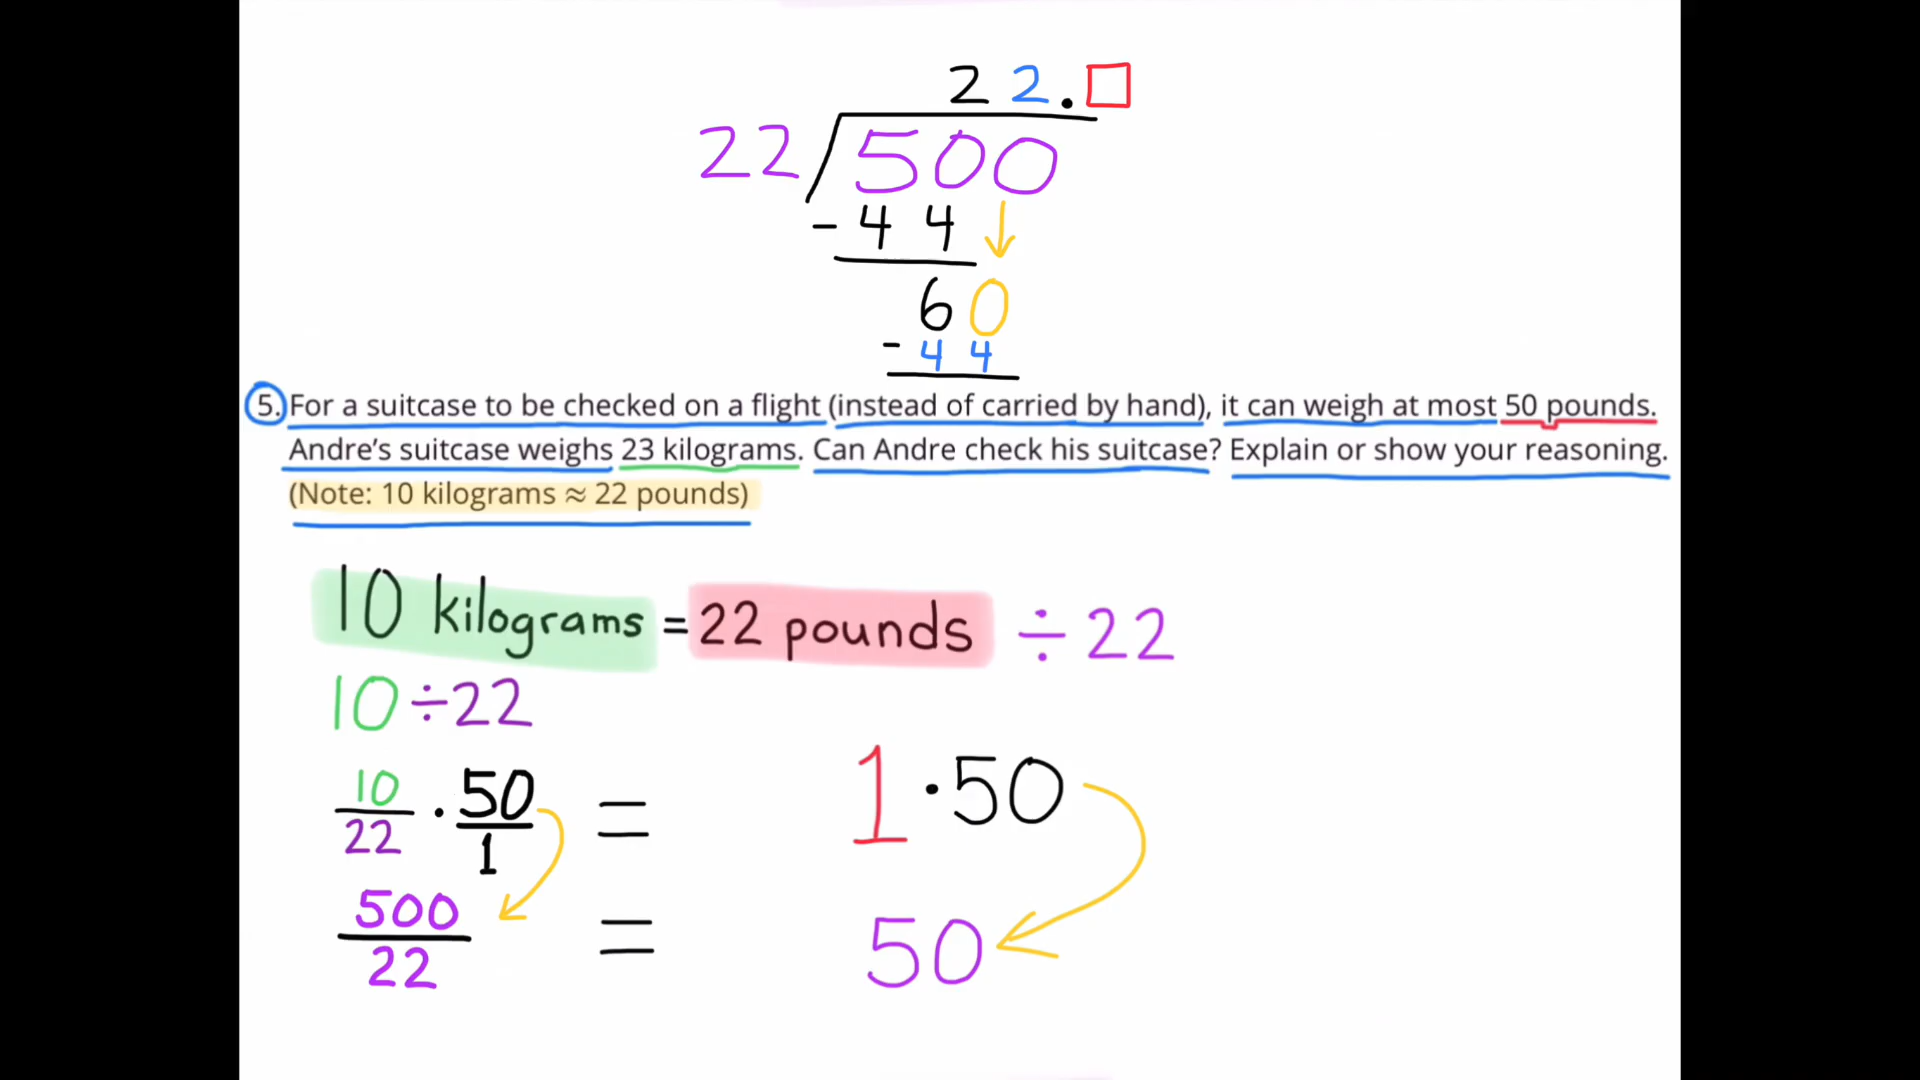 22.□
22 500
- 44
60
- 44
5. For a suitcase to be checked on a flight (instead of carried by hand), it can weigh at most 50 pounds.
Andre's suitcase weighs 23 kilograms. Can Andre check his suitcase? Explain or show your reasoning.
(Note: 10 kilograms ≈ 22 pounds)
10 kilograms = 22 pounds ÷ 22
10 ÷ 22
10/22 · 50/1 = 1 · 50
500/22 = 50